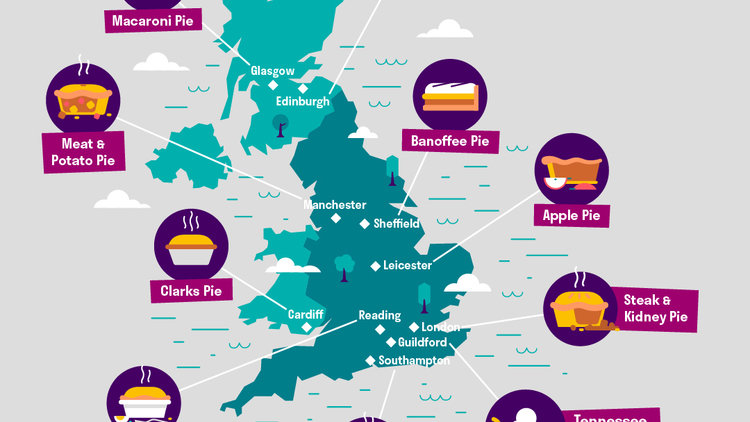 Macaroni Pie
Glasgow
Edinburgh
Meat &
Potato Pie
Banoffee Pie
Apple Pie
Manchester
Sheffield
Leicester
Clarks Pie
Cardiff
Reading
London
Guildford
Southampton
Steak &
Kidney Pie
Tennessee